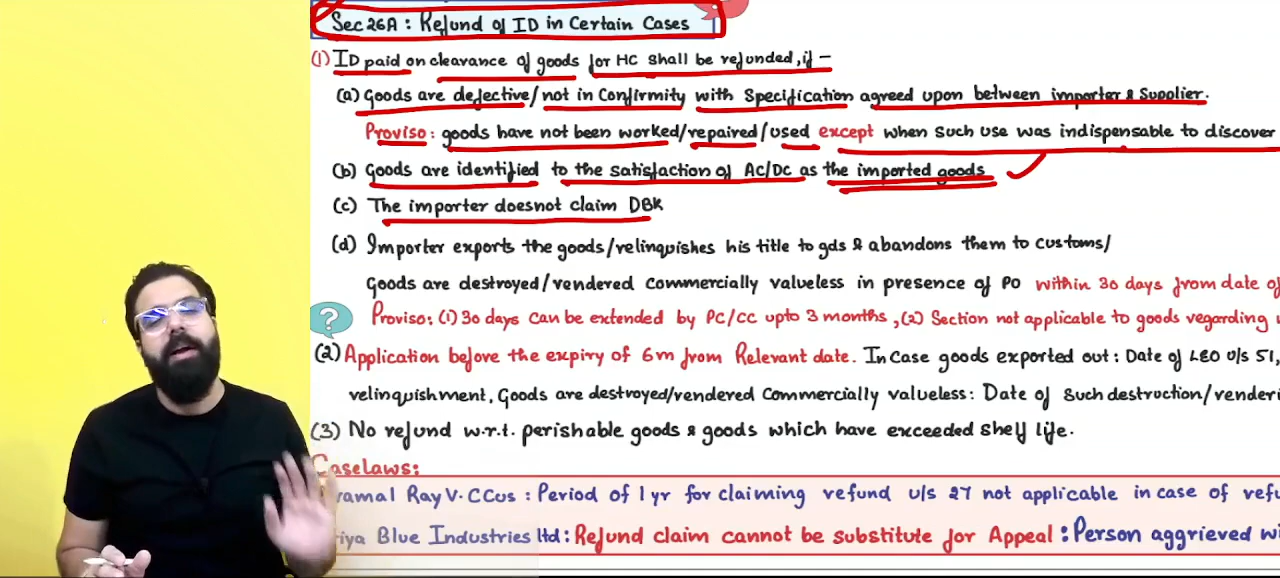 Sec 26A : Refund of ID in Certain Cases
(1) ID paid on clearance of goods for HC shall be refunded, if –
(a) Goods are defective/not in Confirmity with Specification agreed upon between importer & Supplier.
Proviso : goods have not been worked/repaired/used except when such use was indispensable to discover
(b) Goods are identified to the satisfaction of AC/DC as the imported goods
(c) The importer doesnot claim DBK
(d) Importer exports the goods/relinquishes his title to gds & abandons them to customs/
Goods are destroyed/rendered commercially valueless in presence of PO within 30 days from date of
? Proviso: (1) 30 days can be extended by PC/CC upto 3 months, (2) Section not applicable to goods regarding
(2) Application before the expiry of 6m from Relevant date. In Case goods exported out : Date of LEO U/s 51,
relinquishment, Goods are destroyed/rendered Commercially valueless: Date of Such destruction/renderi
(3) No refund w.r.t. perishable goods & goods which have exceeded shelf life.
Caselaws:
ramal Ray V. CCus : Period of 1 yr for claiming refund u/s 27 not applicable in case of refu
riya Blue Industries ltd : Refund claim cannot be substitute for Appeal : Person aggrieved wi